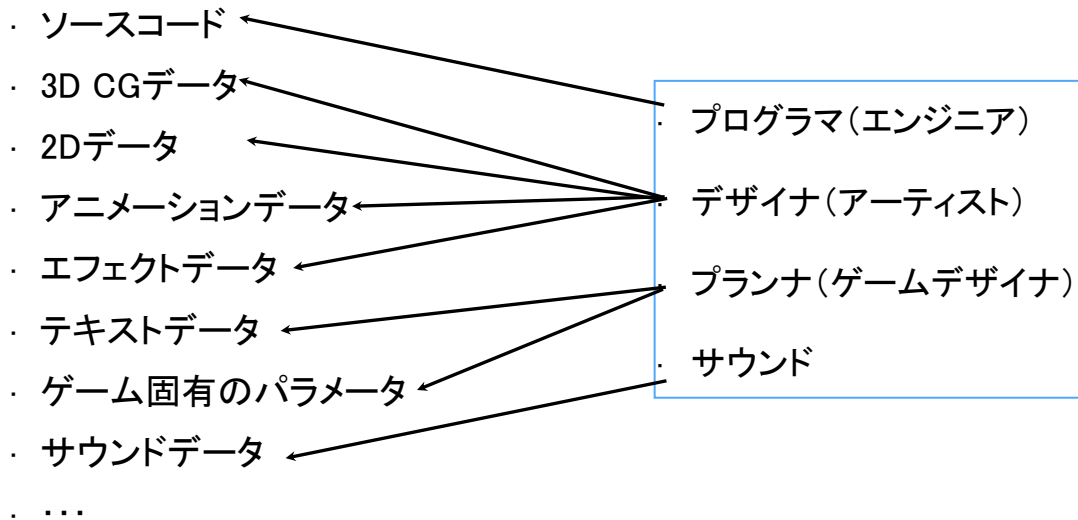 · ソースコード
· 3D CGデータ
· 2Dデータ
· アニメーションデータ
· エフェクトデータ
· テキストデータ
· ゲーム固有のパラメータ
· サウンドデータ
· ・・・
· プログラマ（エンジニア）
· デザイナ（アーティスト）
· プランナ（ゲームデザイナ）
· サウンド